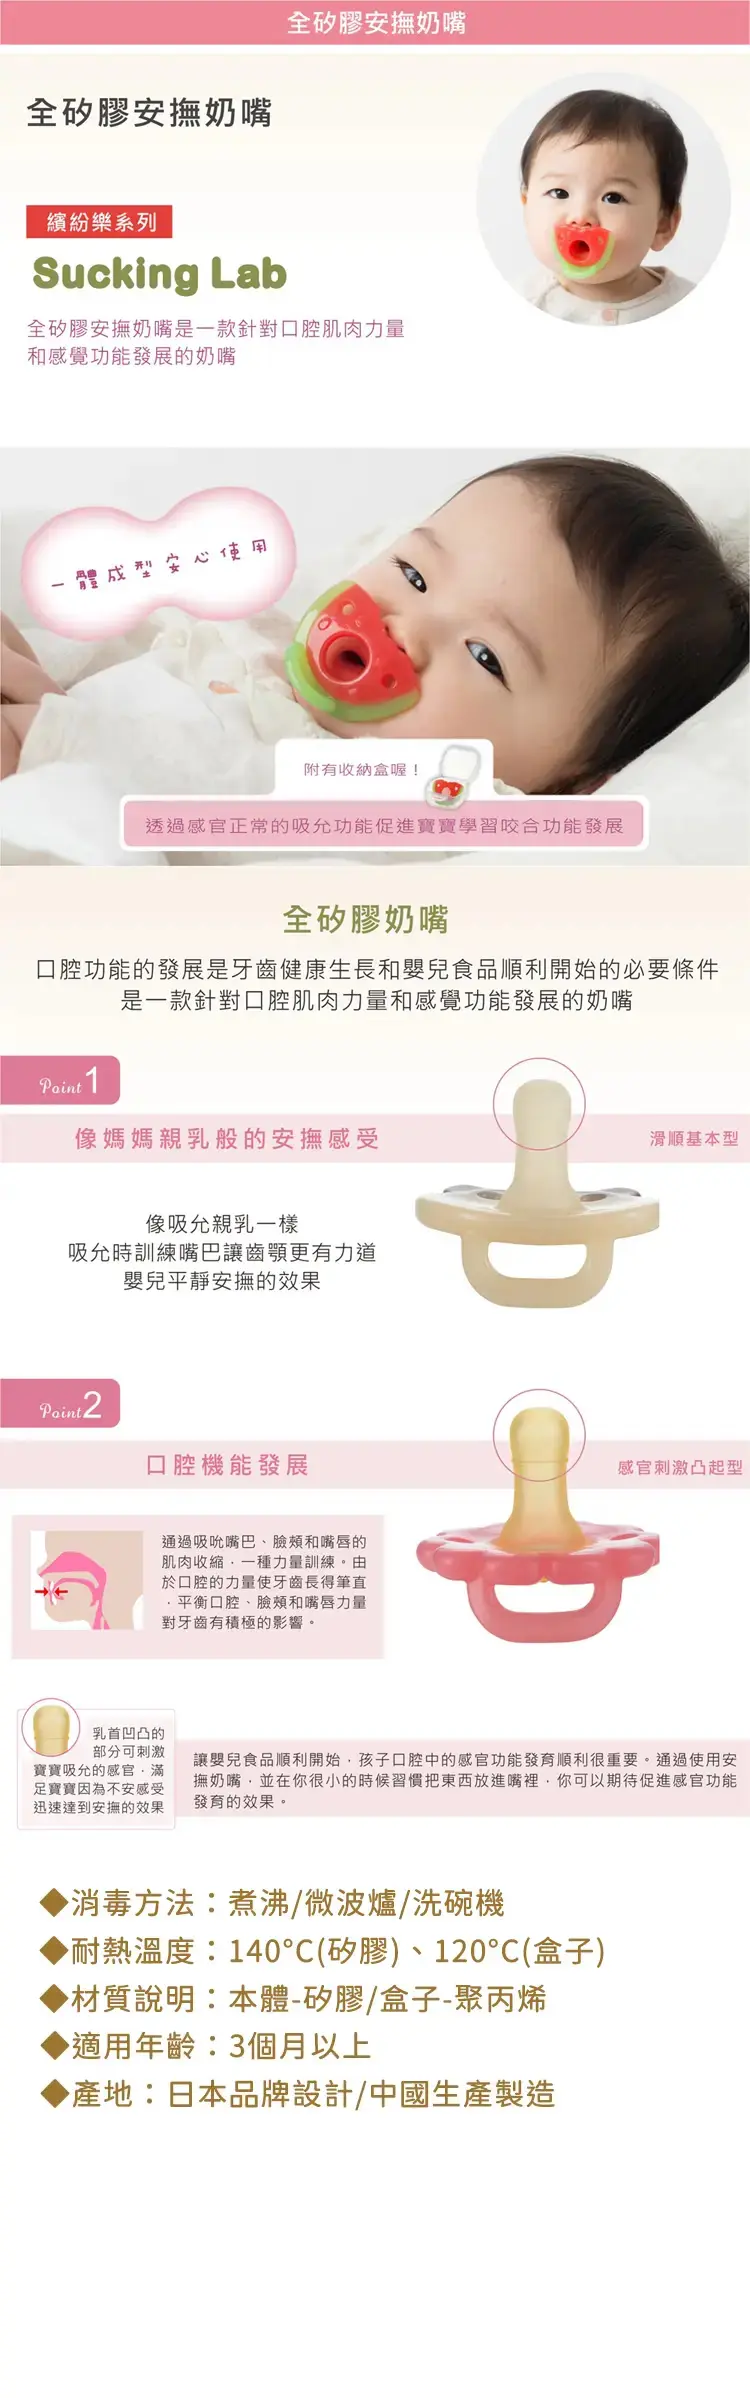 全矽膠安撫奶嘴
全矽膠安撫奶嘴
繽紛樂系列
Sucking Lab
全矽膠安撫奶嘴是一款針對口腔肌肉力量
和感覺功能發展的奶嘴
一體成型安心使用
附有收納盒喔！
透過感官正常的吸允功能促進寶寶學習咬合功能發展
全矽膠奶嘴
口腔功能的發展是牙齒健康生長和嬰兒食品順利開始的必要條件
是一款針對口腔肌肉力量和感覺功能發展的奶嘴
Point 1
像媽媽親乳般的安撫感受
滑順基本型
像吸允親乳一樣
吸允時訓練嘴巴讓齒顎更有力道
嬰兒平靜安撫的效果
Point 2
口腔機能發展
感官刺激凸起型
通過吸吮嘴巴、臉頰和嘴唇的
肌肉收縮，一種力量訓練。由
於口腔的力量使牙齒長得筆直
，平衡口腔、臉頰和嘴唇力量
對牙齒有積極的影響。
乳首凹凸的
部分可刺激
寶寶吸允的感官，滿
足寶寶因為不安感受
迅速達到安撫的效果
讓嬰兒食品順利開始，孩子口腔中的感官功能發育順利很重要。通過使用安
撫奶嘴，並在你很小的時候習慣把東西放進嘴裡，你可以期待促進感官功能
發育的效果。
◆消毒方法：煮沸/微波爐/洗碗機
◆耐熱溫度：140°C(矽膠)、120°C(盒子)
◆材質說明：本體-矽膠/盒子-聚丙烯
◆適用年齡：3個月以上
◆產地：日本品牌設計/中國生產製造